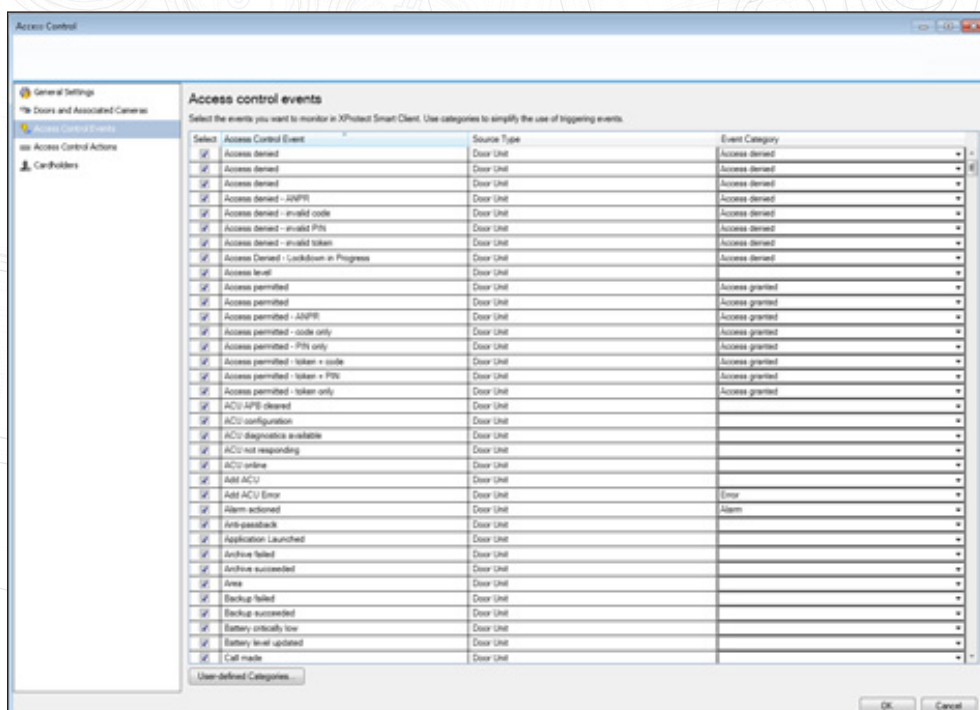 Access Control
General Settings
Doors and Associated Cameras
Access Control Events
Access Control Actions
Cardholders
Access control events
Select the events you want to monitor in XProtect Smart Client. Use categories to simplify the use of triggering events.
Select Access Control Event Source Type Event Category
Access denied Door Unit Access denied
Access denied Door Unit Access denied
Access denied Door Unit Access denied
Access denied - ANPR Door Unit Access denied
Access denied - invalid code Door Unit Access denied
Access denied - invalid PIN Door Unit Access denied
Access denied - invalid token Door Unit Access denied
Access Denied - Lockdown in Progress Door Unit Access denied
Access level Door Unit
Access permitted Door Unit Access granted
Access permitted Door Unit Access granted
Access permitted - ANPR Door Unit Access granted
Access permitted - code only Door Unit Access granted
Access permitted - PIN only Door Unit Access granted
Access permitted - token + code Door Unit Access granted
Access permitted - token + PIN Door Unit Access granted
Access permitted - token only Door Unit Access granted
ACU APB cleared Door Unit
ACU configuration Door Unit
ACU diagnostics available Door Unit
ACU not responding Door Unit
ACU online Door Unit
Add ACU Door Unit
Add ACU Error Door Unit Error
Alarm actioned Door Unit Alarm
Anti-passback Door Unit
Application Launched Door Unit
Archive failed Door Unit
Archive succeeded Door Unit
Area Door Unit
Backup failed Door Unit
Backup succeeded Door Unit
Battery critically low Door Unit
Battery level updated Door Unit
Call made Door Unit
User-defined Categories...
OK Cancel